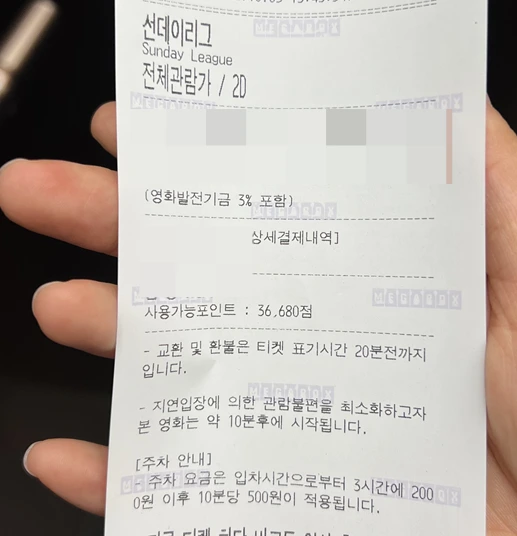 선데이리그
Sunday League
전체관람가 / 2D
MEGABOX
MEGABOX
MEGABOX
(영화발전기금 3% 포함)
MEGABOX
상세결제내역]
MEGABOX
사용가능포인트 : 36,680점
- 교환 및 환불은 티켓 표기시간 20분전까지
입니다.
MEGABOX
- 지연입장에 의한 관람불편을 최소화하고자
본 영화는 약 10분후에 시작됩니다.
[주차 안내]
- 주차 요금은 입차시간으로부터 3시간에 200
0원 이후 10분당 500원이 적용됩니다.